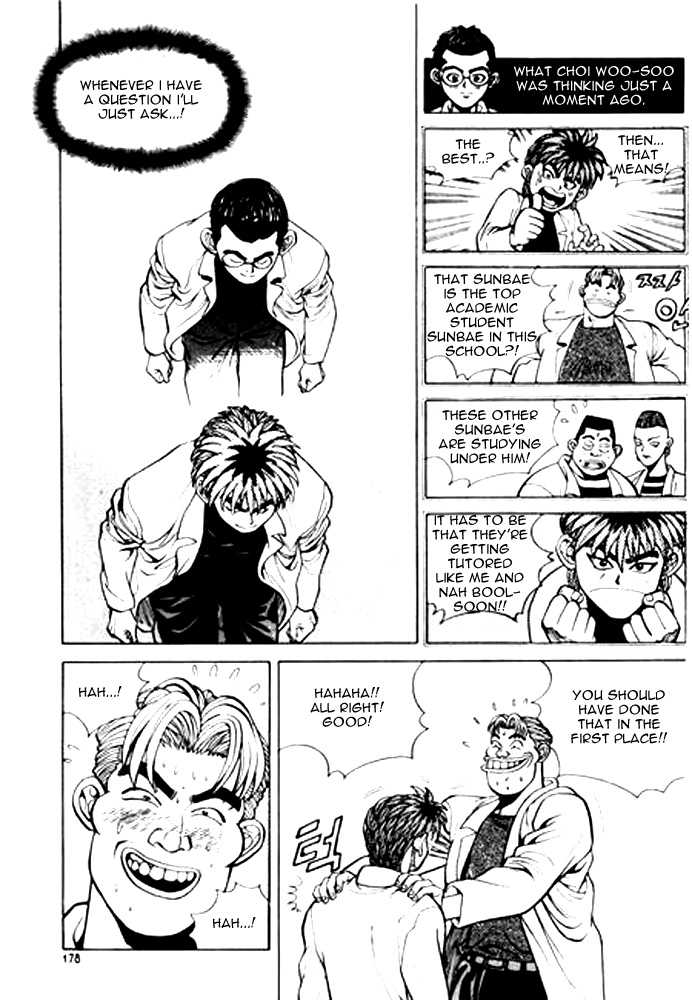 WHENEVER I HAVE
A QUESTION I'LL
JUST ASK...!
WHAT CHOI WOO-SOO
WAS THINKING JUST A
MOMENT AGO.
THE
BEST..?
THEN...
THAT
MEANS!
THAT SUNBAE
IS THE TOP
ACADEMIC
STUDENT
SUNBAE IN THIS
SCHOOL?!
THESE OTHER
SUNBAE'S
ARE STUDYING
UNDER HIM!
IT HAS TO BE
THAT THEY'RE
GETTING
TUTORED
LIKE ME AND
NAH BOOL-
SOON!!
HAH...!
HAH...!
HAHAHA!!
ALL RIGHT!
GOOD!
YOU SHOULD
HAVE DONE
THAT IN THE
FIRST PLACE!!
턱
178